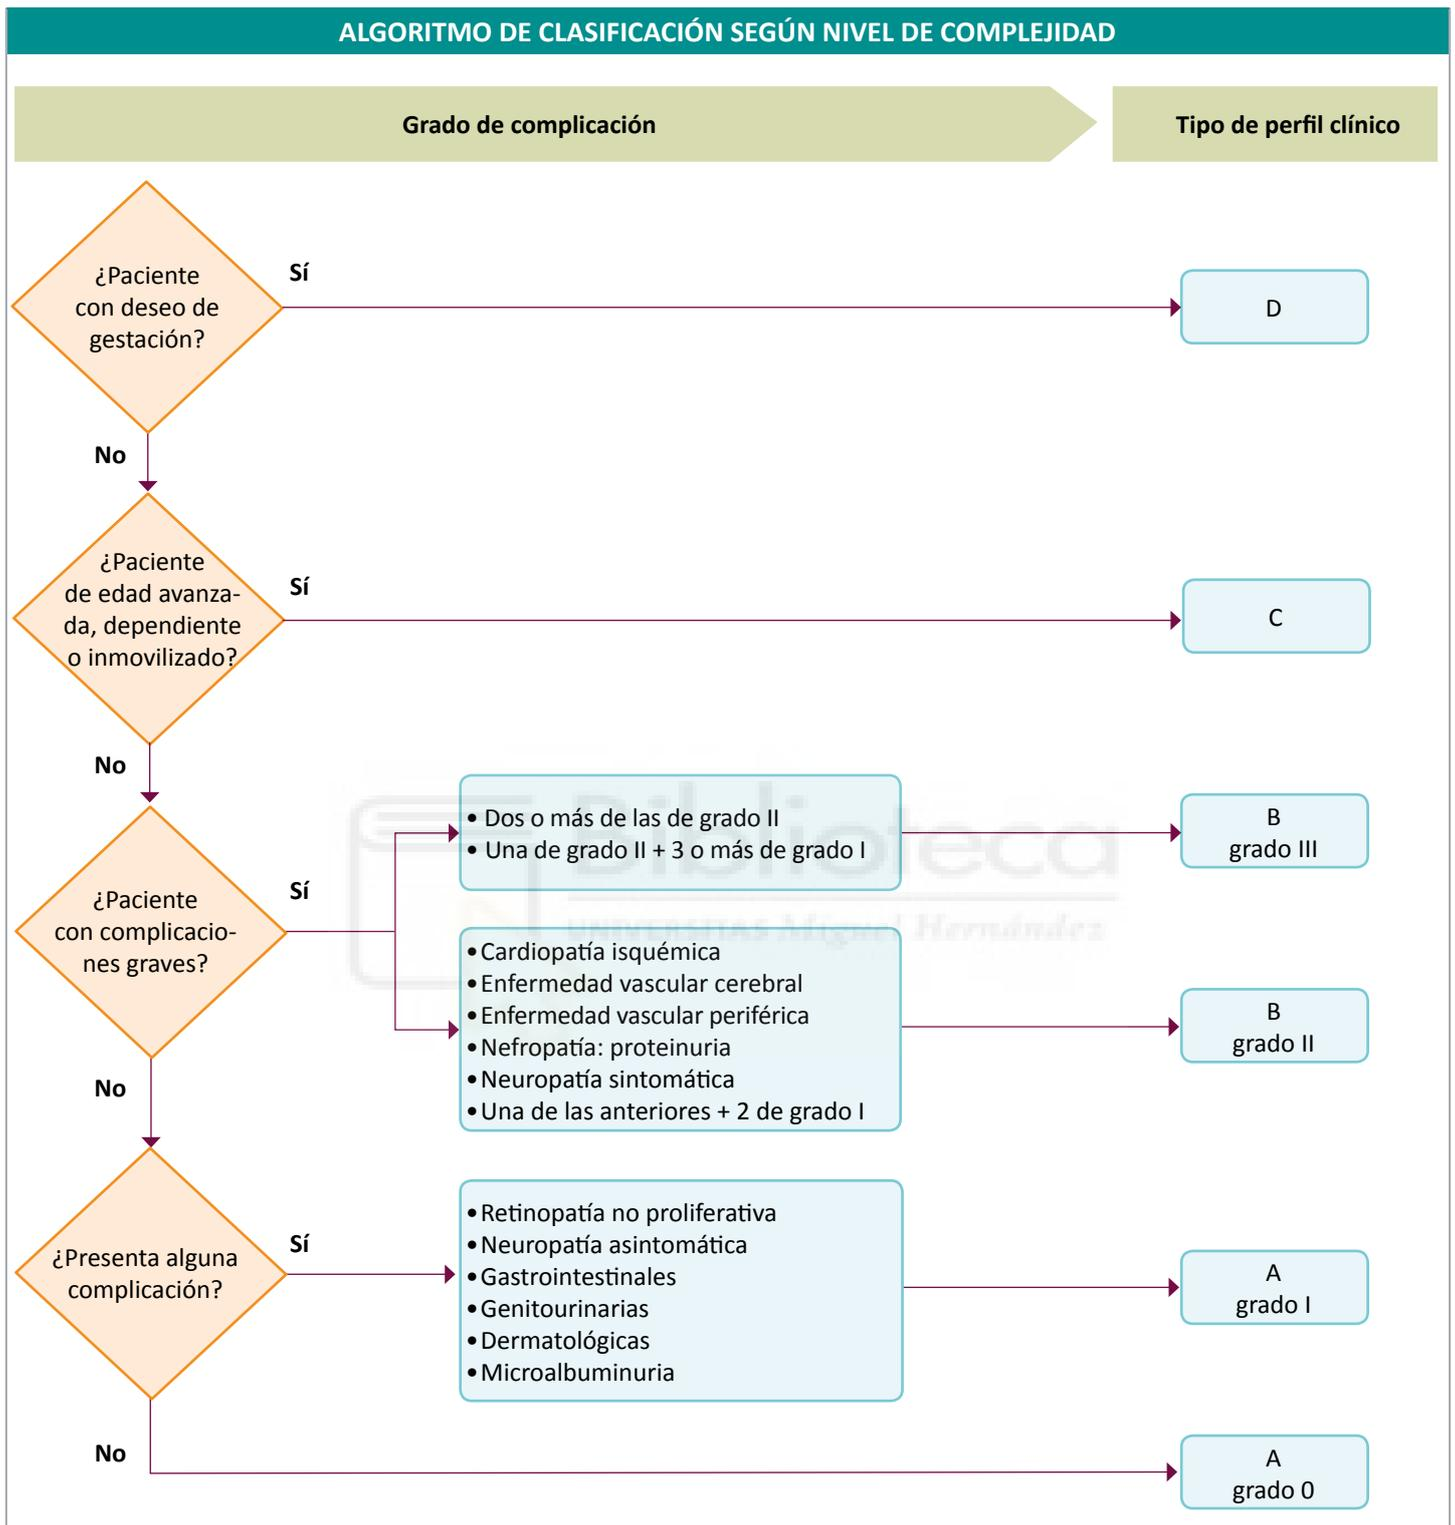 ALGORITMO DE CLASIFICACIÓN SEGÚN NIVEL DE COMPLEJIDAD
Grado de complicación
Tipo de perfil clínico
¿Paciente
con deseo de
gestación?
Sí
D
No
¿Paciente
de edad avanza-
da, dependiente
o inmovilizado?
Sí
C
No
¿Paciente
con complicacio-
nes graves?
Sí
• Dos o más de las de grado II
• Una de grado II + 3 o más de grado I
B
grado III
Biblioteca
UNIVERSITAS Miguel Hernández
• Cardiopatía isquémica
• Enfermedad vascular cerebral
• Enfermedad vascular periférica
• Nefropatía: proteinuria
• Neuropatía sintomática
• Una de las anteriores + 2 de grado I
B
grado II
No
¿Presenta alguna
complicación?
Sí
• Retinopatía no proliferativa
• Neuropatía asintomática
• Gastrointestinales
• Genitourinarias
• Dermatológicas
• Microalbuminuria
A
grado I
No
A
grado 0